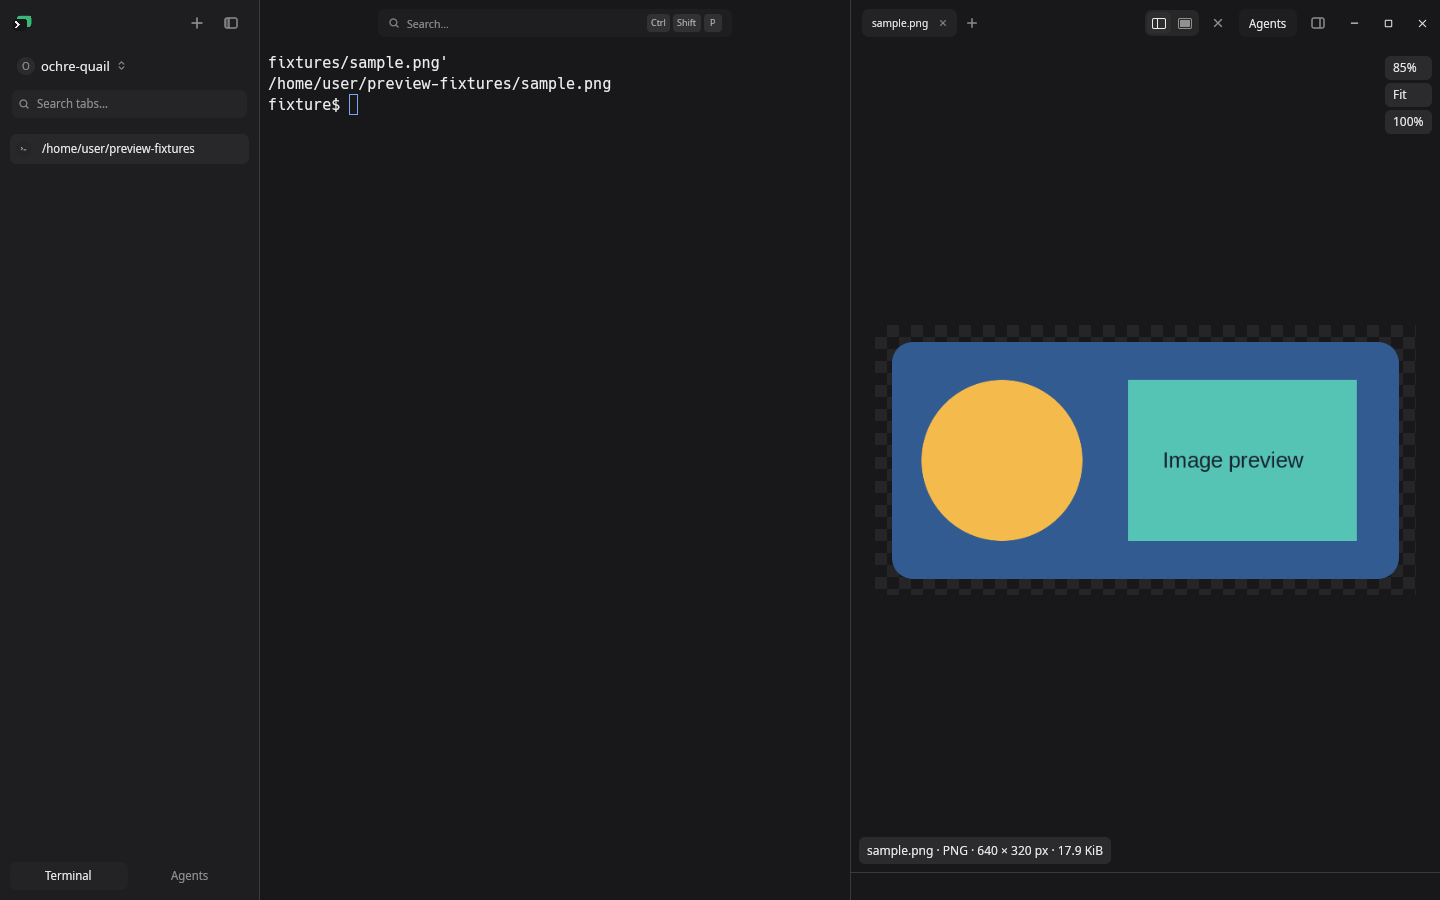 Search...
Ctrl
Shift
P
sample.png
Agents
O
ochre-quail
Search tabs...
/home/user/preview-fixtures
fixtures/sample.png'
/home/user/preview-fixtures/sample.png
fixture$
85%
Fit
100%
Image preview
sample.png · PNG · 640 × 320 px · 17.9 KiB
Terminal
Agents